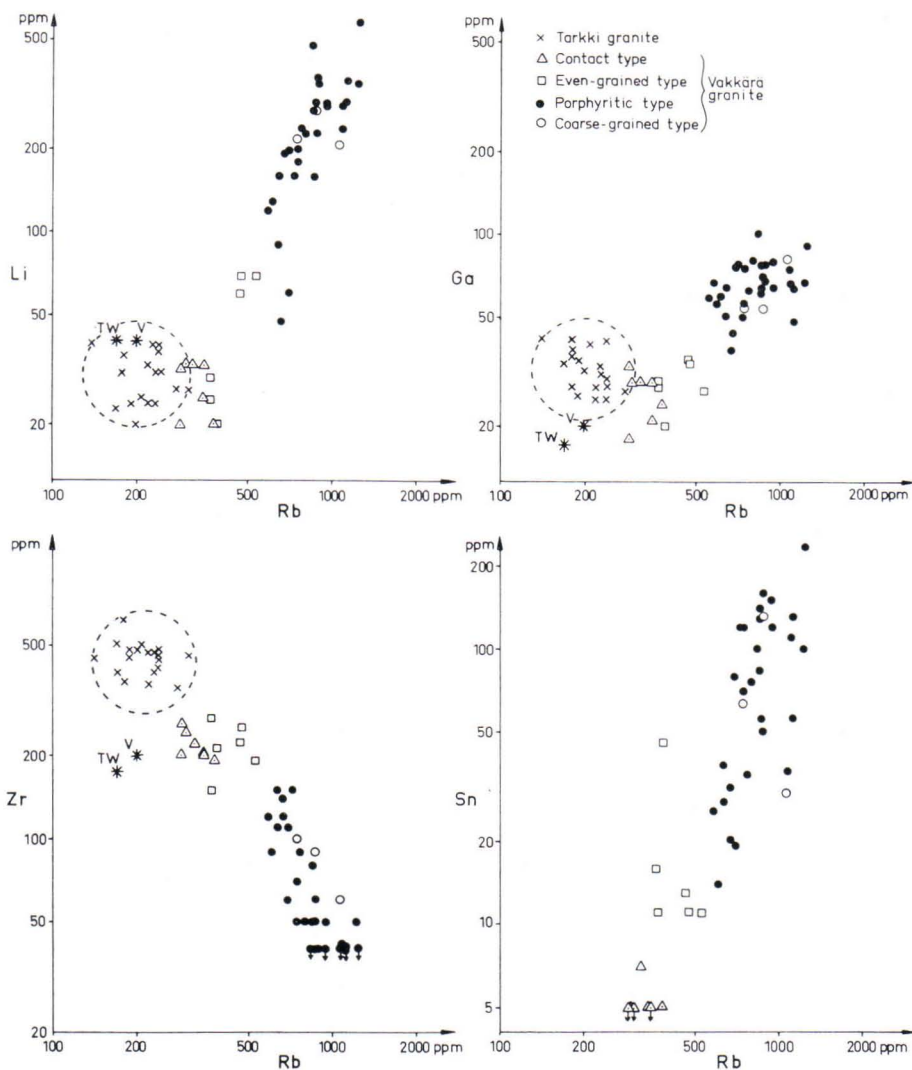 ppm
500
200
100
Li
50
TW V
20
100 200 500 1000 2000 ppm
Rb
ppm
500
200
100
Ga
50
20
V
TW
100 200 500 1000 2000 ppm
Rb
× Tarkki granite
△ Contact type
□ Even-grained type
● Porphyritic type
○ Coarse-grained type
Väkkärä
granite
ppm
500
200
V
TW
Zr
100
50
20
100 200 500 1000 2000 ppm
Rb
ppm
200
100
50
Sn
20
10
5
100 200 500 1000 2000 ppm
Rb